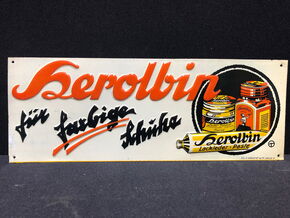 Herolbin
für farbige Schuhe
Herolbin
Herolbin
Lackleder-Paste